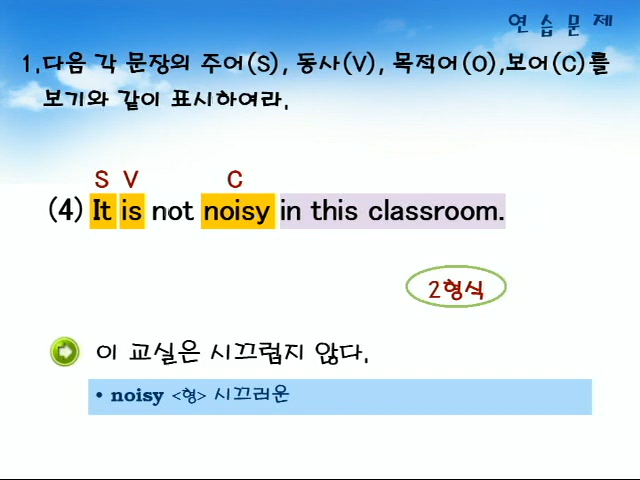 연 습 문 제
1.다음 각 문장의 주어(S), 동사(V), 목적어(O),보어(C)를
보기와 같이 표시하여라.
S V C
(4) It is not noisy in this classroom.
2형식
이 교실은 시끄럽지 않다.
• noisy <형> 시끄러운